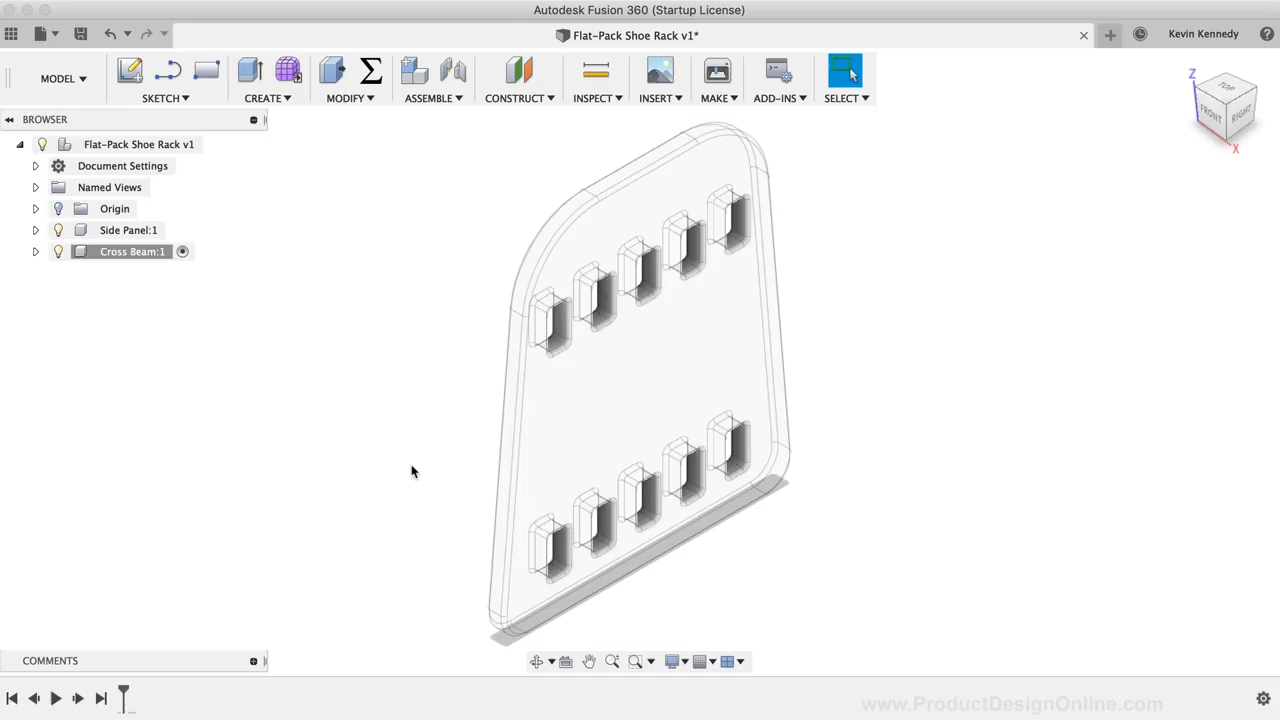 Autodesk Fusion 360 (Startup License)
Flat-Pack Shoe Rack v1*
Kevin Kennedy
MODEL
SKETCH
CREATE
MODIFY
ASSEMBLE
CONSTRUCT
INSPECT
INSERT
MAKE
ADD-INS
SELECT
BROWSER
Flat-Pack Shoe Rack v1
Document Settings
Named Views
Origin
Side Panel:1
Cross Beam:1
Z
TOP
FRONT
RIGHT
X
COMMENTS
www.ProductDesignOnline.com